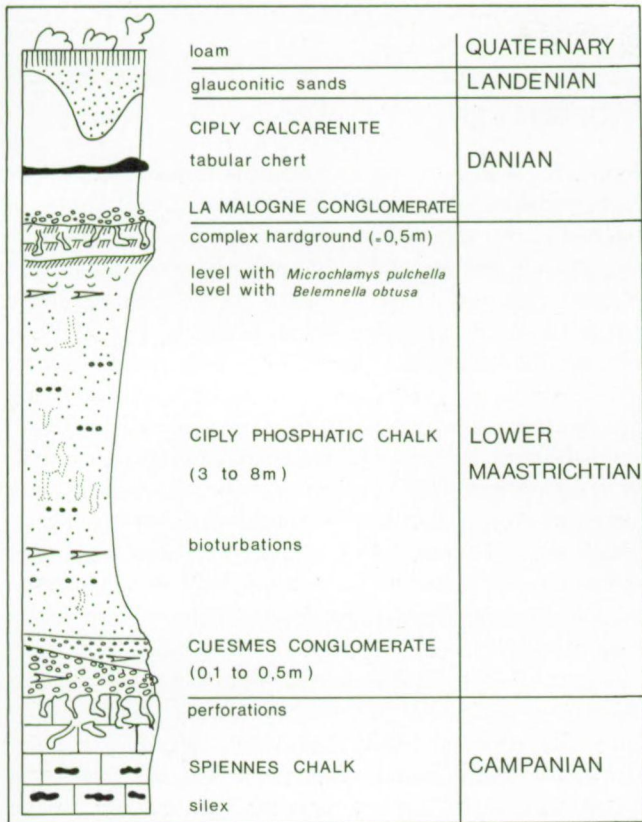 loam QUATERNARY
glauconitic sands LANDENIAN
CIPLY CALCARENITE
tabular chert DANIAN
LA MALOGNE CONGLOMERATE
complex hardground (=0,5m)
level with Microchlamys pulchella
level with Belemnella obtusa
CIPLY PHOSPHATIC CHALK LOWER
(3 to 8m) MAASTRICHTIAN
bioturbations
CUESMES CONGLOMERATE
(0,1 to 0,5m)
perforations
SPIENNES CHALK CAMPANIAN
silex